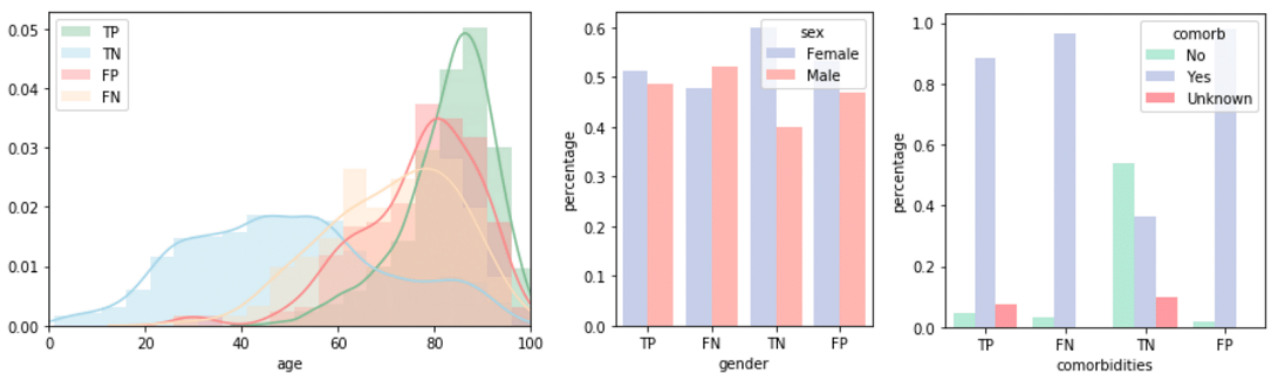 0.05
0.04
0.03
0.02
0.01
0.00
TP
TN
FP
FN
0 20 40 60 80 100
age
percentage
0.6
0.5
0.4
0.3
0.2
0.1
0.0
sex
Female
Male
TP FN TN FP
gender
percentage
1.0
0.8
0.6
0.4
0.2
0.0
comorb
No
Yes
Unknown
TP FN TN FP
comorbidities